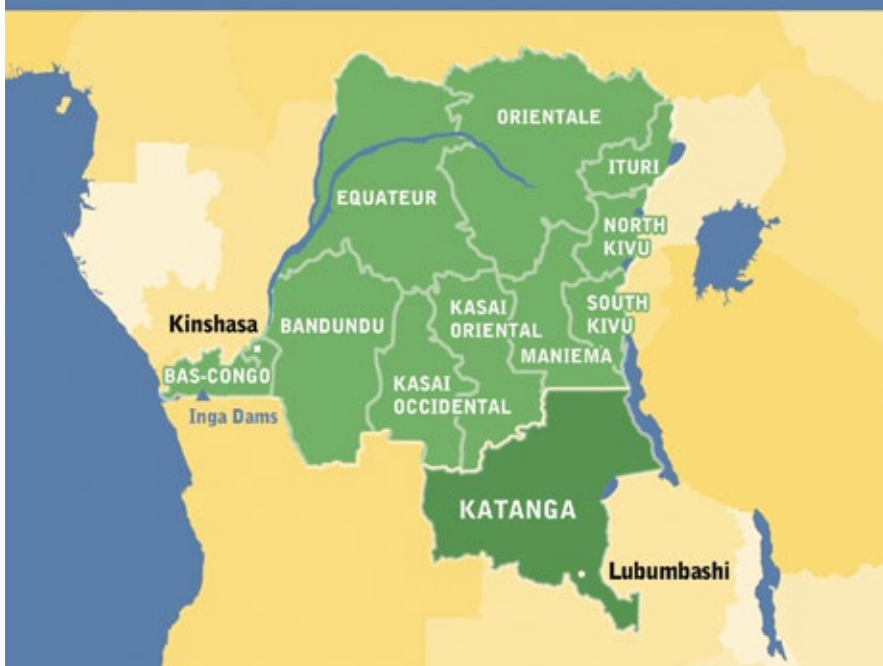 ORIENTALE
ITURI
EQUATEUR
NORTH
KIVU
Kinshasa
BANDUNDU
KASAI
ORIENTAL
SOUTH
KIVU
MANIEMA
BAS-CONGO
KASAI
OCCIDENTAL
Inga Dams
KATANGA
Lubumbashi